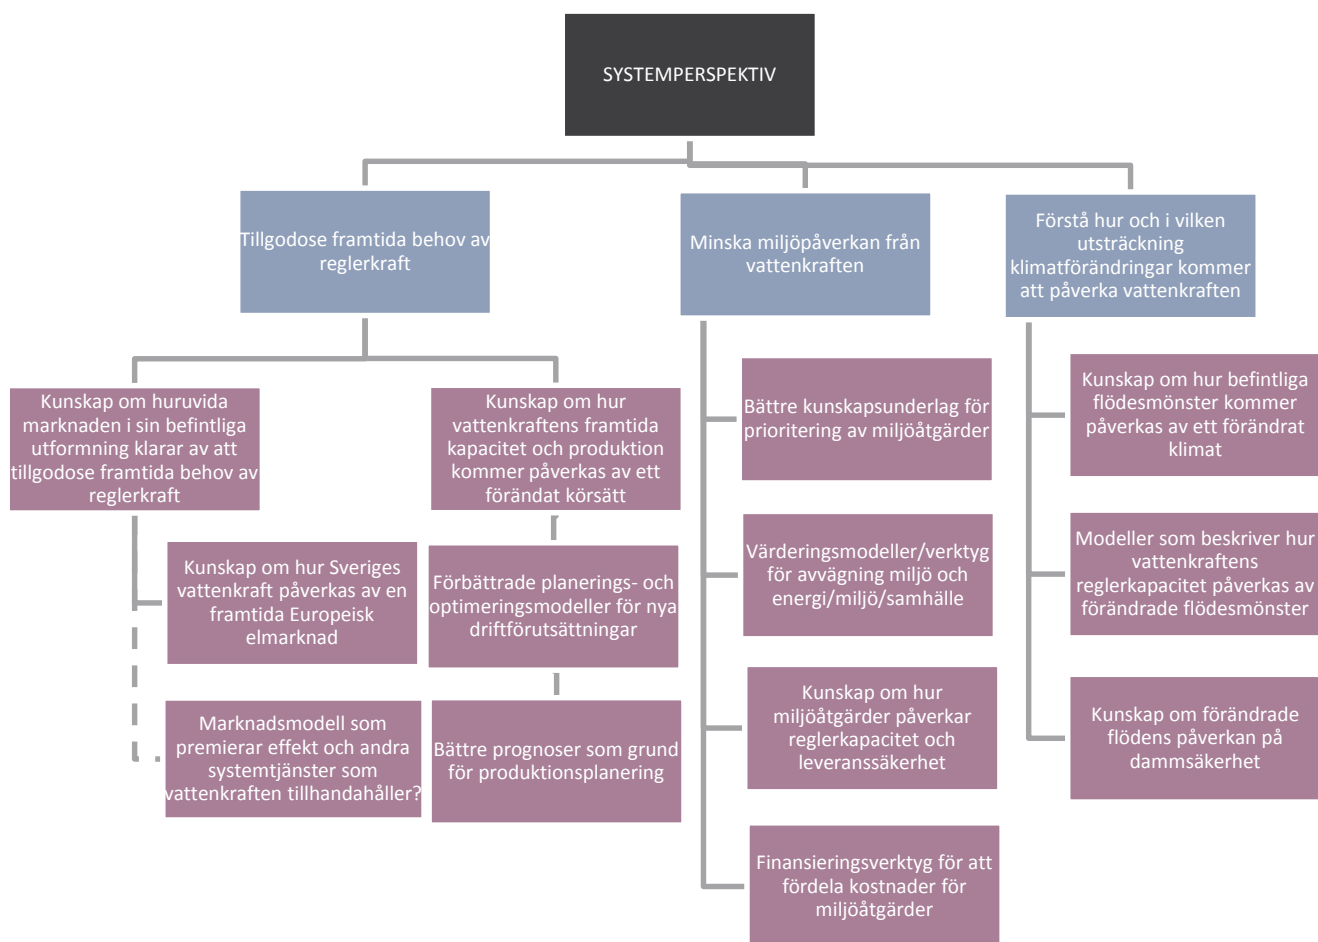 SYSTEMPERSPEKTIV
Tillgodose framtida behov av
reglerkraft
Minska miljöpåverkan från
vattenkraften
Förstå hur och i vilken
utsträckning
klimatförändringar kommer
att påverka vattenkraften
Kunskap om huruvida
marknaden i sin befintliga
utformning klarar av att
tillgodose framtida behov av
reglerkraft
Kunskap om hur Sveriges
vattenkraft påverkas av en
framtida Europeisk
elmarknad
Marknadsmodell som
premierar effekt och andra
systemtjänster som
vattenkraften tillhandahåller?
Kunskap om hur
vattenkraftens framtida
kapacitet och produktion
kommer påverkas av ett
förändat körsätt
Förbättrade planerings- och
optimeringsmodeller för nya
driftförutsättningar
Bättre prognoser som grund
för produktionsplanering
Bättre kunskapsunderlag för
prioritering av miljöåtgärder
Värderingsmodeller/verktyg
för avvägning miljö och
energi/miljö/samhälle
Kunskap om hur
miljöåtgärder påverkar
reglerkapacitet och
leveranssäkerhet
Finansieringsverktyg för att
fördela kostnader för
miljöåtgärder
Kunskap om hur befintliga
flödesmönster kommer
påverkas av ett förändrat
klimat
Modeller som beskriver hur
vattenkraftens
reglerkapacitet påverkas av
förändrade flödesmönster
Kunskap om förändrade
flödens påverkan på
dammsäkerhet